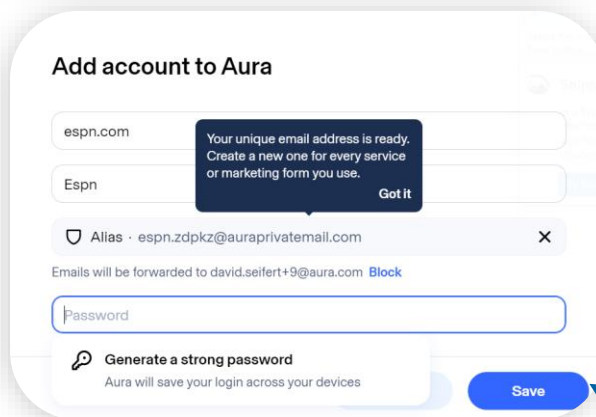 Add account to Aura
espn.com
Your unique email address is ready.
Create a new one for every service
or marketing form you use.
Got it
Espn
Alias · espn.zdpkz@auraprivatemail.com
Emails will be forwarded to david.seifert+9@aura.com Block
Password
Generate a strong password
Aura will save your login across your devices
Save